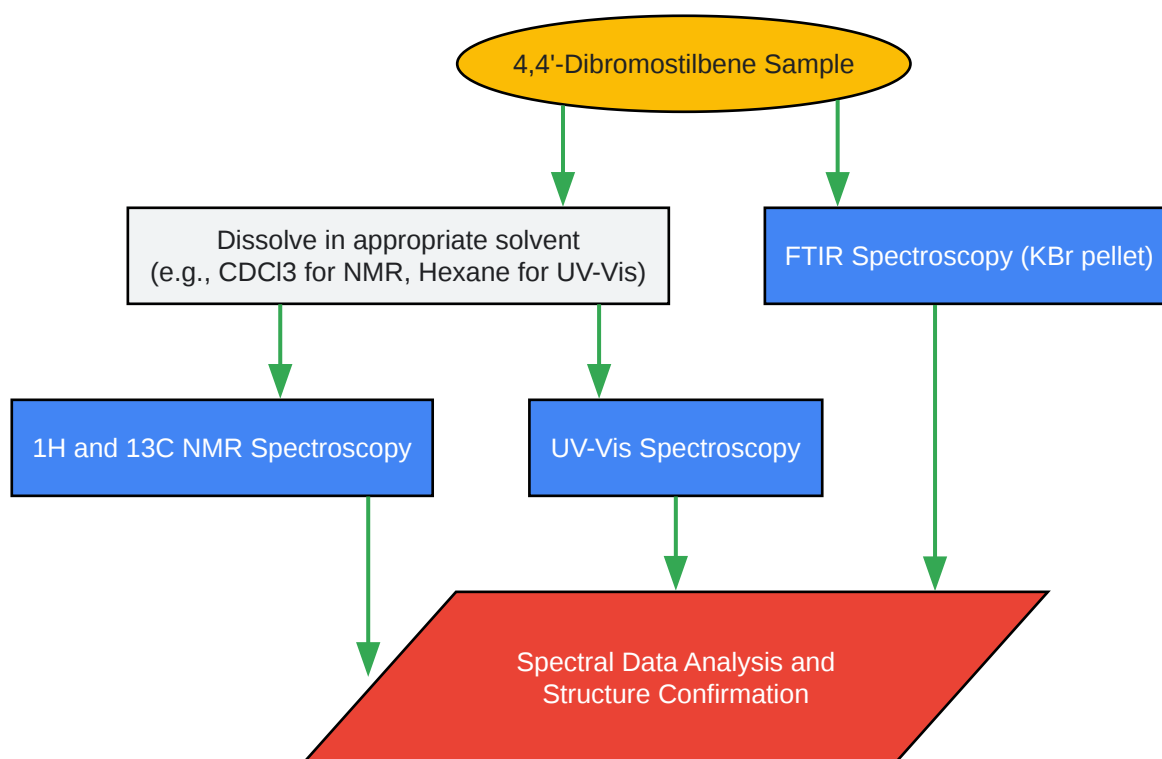 4,4'-Dibromostilbene Sample
Dissolve in appropriate solvent
(e.g., CDCl3 for NMR, Hexane for UV-Vis)
FTIR Spectroscopy (KBr pellet)
1H and 13C NMR Spectroscopy
UV-Vis Spectroscopy
Spectral Data Analysis and
Structure Confirmation